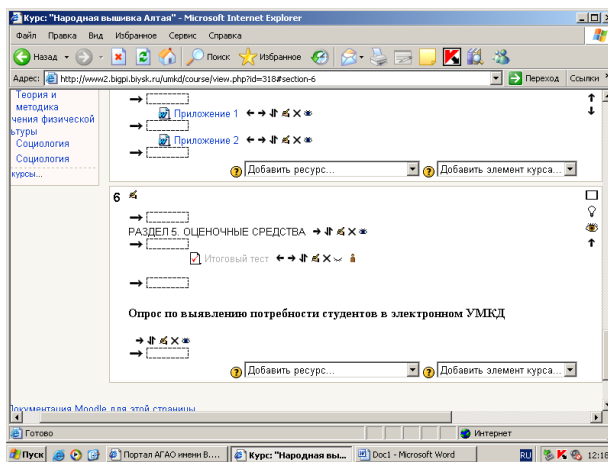 Курс: "Народная вышивка Алтая" - Microsoft Internet Explorer
Файл Правка Вид Избранное Сервис Справка
Назад Поиск Избранное
Адрес: http://www2.bigpi.biysk.ru/umkd/course/view.php?id=318#section-6 Переход Ссылки
Теория и
методика
чения физической
ьтуры
Социология
Социология
курсы...
Приложение 1
Приложение 2
Добавить ресурс... Добавить элемент курса...
6
РАЗДЕЛ 5. ОЦЕНОЧНЫЕ СРЕДСТВА
Итоговый тест
Опрос по выявлению потребности студентов в электронном УМКД
Добавить ресурс... Добавить элемент курса...
Документация Moodle для этой страницы
Готово Интернет
Пуск Портал АГАО имени В.... Курс: "Народная вы... Doc1 - Microsoft Word RU 12:18